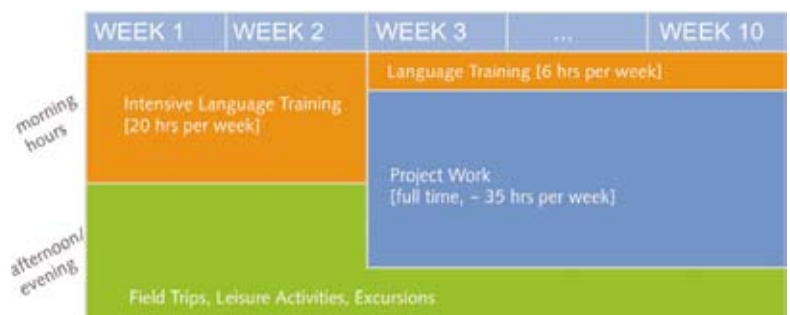 WEEK 1 WEEK 2 WEEK 3 ... WEEK 10
morning
hours
Intensive Language Training
[20 hrs per week]
Language Training [6 hrs per week]
Project Work
[full time, ~ 35 hrs per week]
afternoon/
evening
Field Trips, Leisure Activities, Excursions